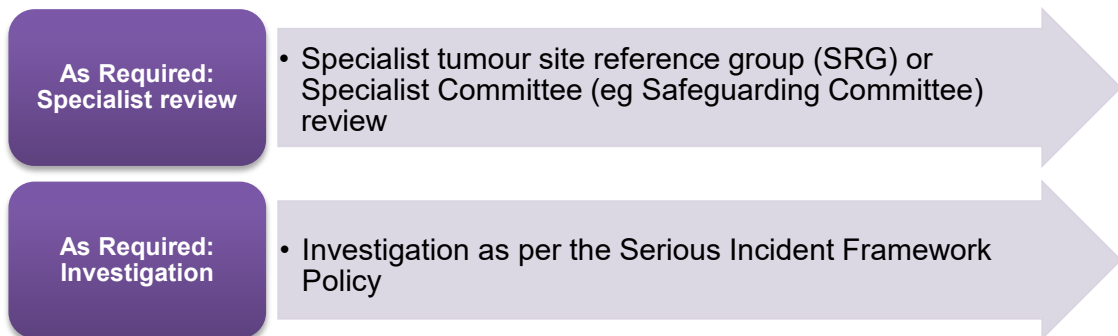 As Required:
Specialist review
• Specialist tumour site reference group (SRG) or
Specialist Committee (eg Safeguarding Committee)
review
As Required:
Investigation
• Investigation as per the Serious Incident Framework
Policy